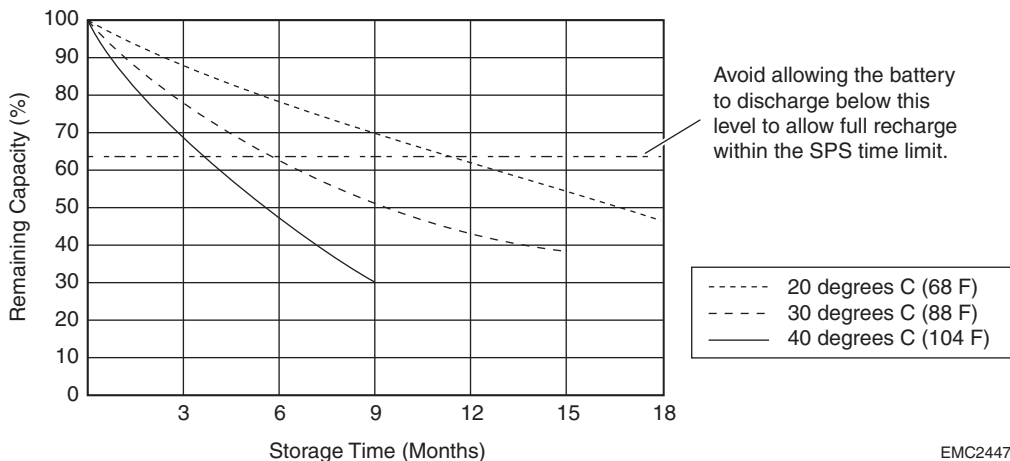 100
90
80
70
60
50
40
30
20
10
0
Remaining Capacity (%)
3 6 9 12 15 18
Storage Time (Months)
Avoid allowing the battery
to discharge below this
level to allow full recharge
within the SPS time limit.
20 degrees C (68 F)
30 degrees C (88 F)
40 degrees C (104 F)
EMC2447